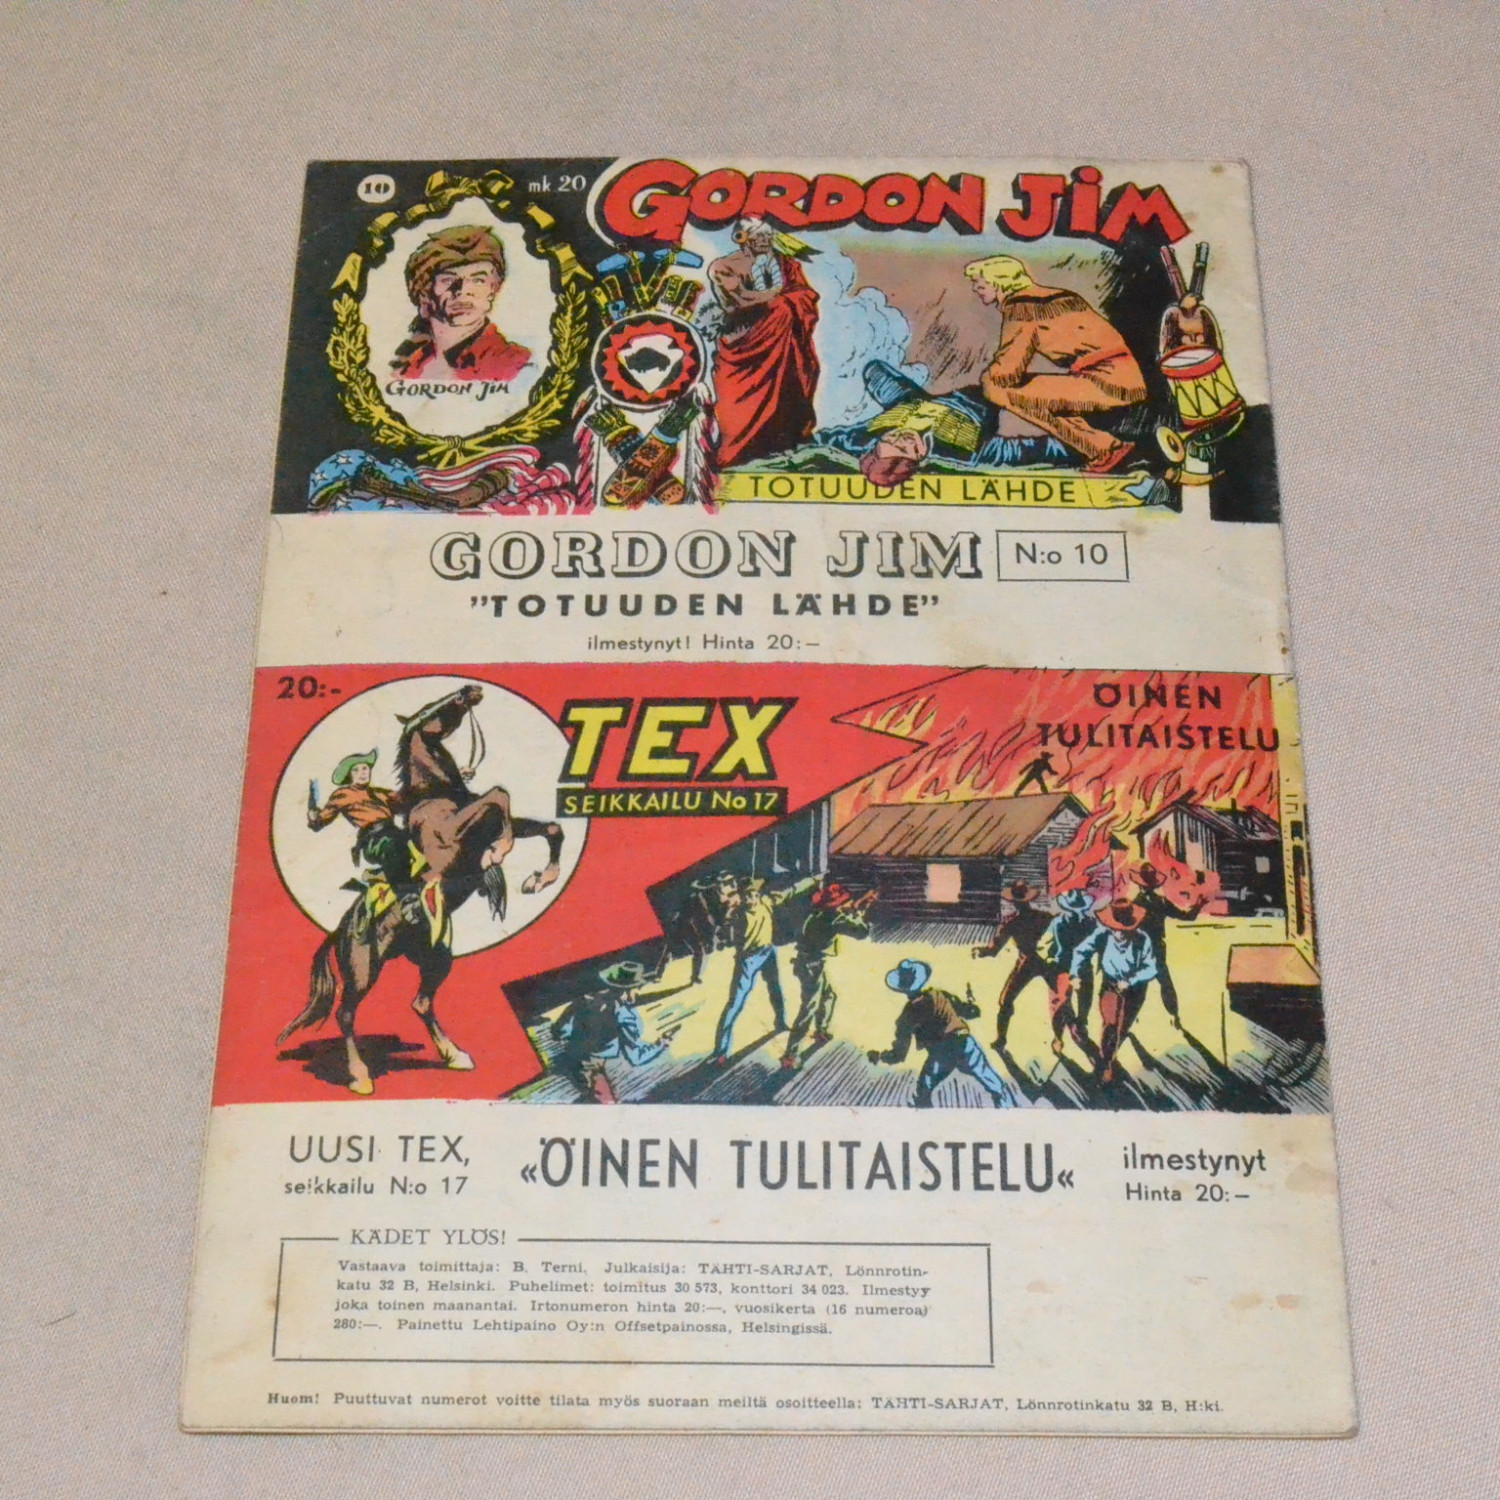 10
mk 20
GORDON JIM
GORDON JIM
TOTUUDEN LÄHDE
GORDON JIM N:o 10
”TOTUUDEN LÄHDE”
ilmestynyt! Hinta 20:—
20:-
TEX
SEIKKAILU No 17
ÖINEN
TULITAISTELU
UUSI TEX,
seikkailu N:o 17
«ÖINEN TULITAISTELU«
ilmestynyt
Hinta 20:—
KÄDET YLÖS!
Vastaava toimittaja: B. Terni. Julkaisija: TÄHTI-SARJAT, Lönnrotin-
katu 32 B, Helsinki. Puhelimet: toimitus 30 573, konttori 34 023. Ilmestyy
joka toinen maanantai. Irtonumeron hinta 20:—, vuosikerta (16 numeroa)
280:—. Painettu Lehtipaino Oy:n Offsetpainossa, Helsingissä.
Huom! Puuttuvat numerot voitte tilata myös suoraan meiltä osoitteella: TÄHTI-SARJAT, Lönnrotinkatu 32 B, H:ki.